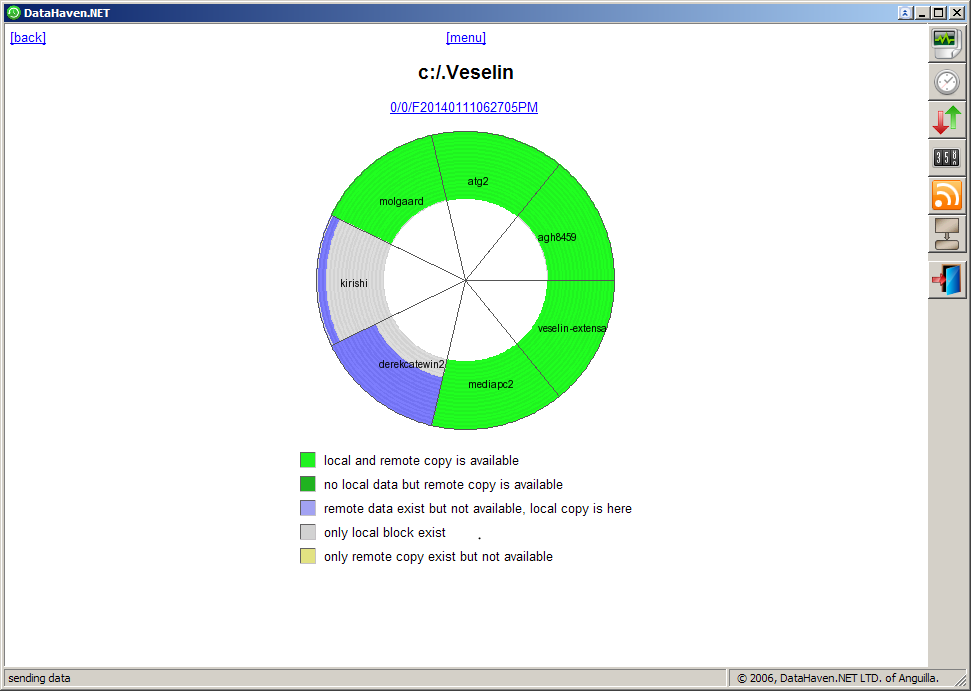 DataHaven.NET
[back]
[menu]
c:/.Veselin
0/0/F20140111062705PM
atg2
molgaard
agh8459
kirishi
veselin-extensa
derekcatewin2
mediapc2
local and remote copy is available
no local data but remote copy is available
remote data exist but not available, local copy is here
only local block exist
only remote copy exist but not available
sending data
© 2006, DataHaven.NET LTD. of Anguilla.